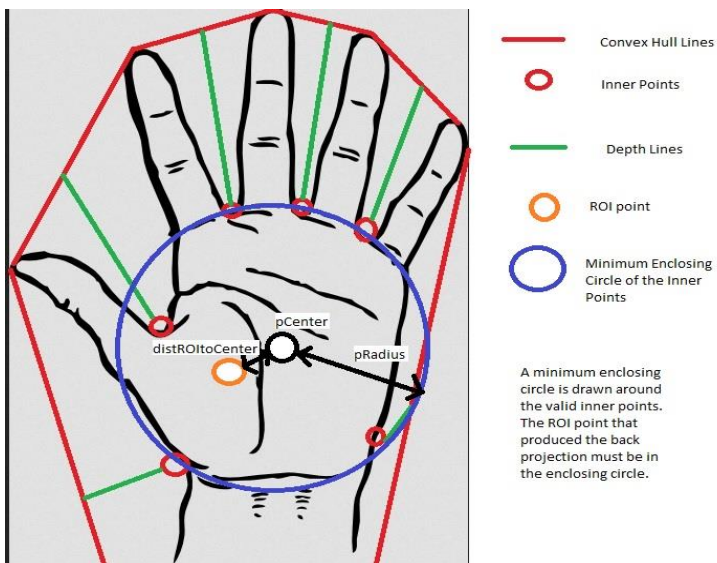 Convex Hull Lines
Inner Points
Depth Lines
ROI point
Minimum Enclosing
Circle of the Inner
Points
pCenter
distROItoCenter
pRadius
A minimum enclosing
circle is drawn around
the valid inner points.
The ROI point that
produced the back
projection must be in
the enclosing circle.